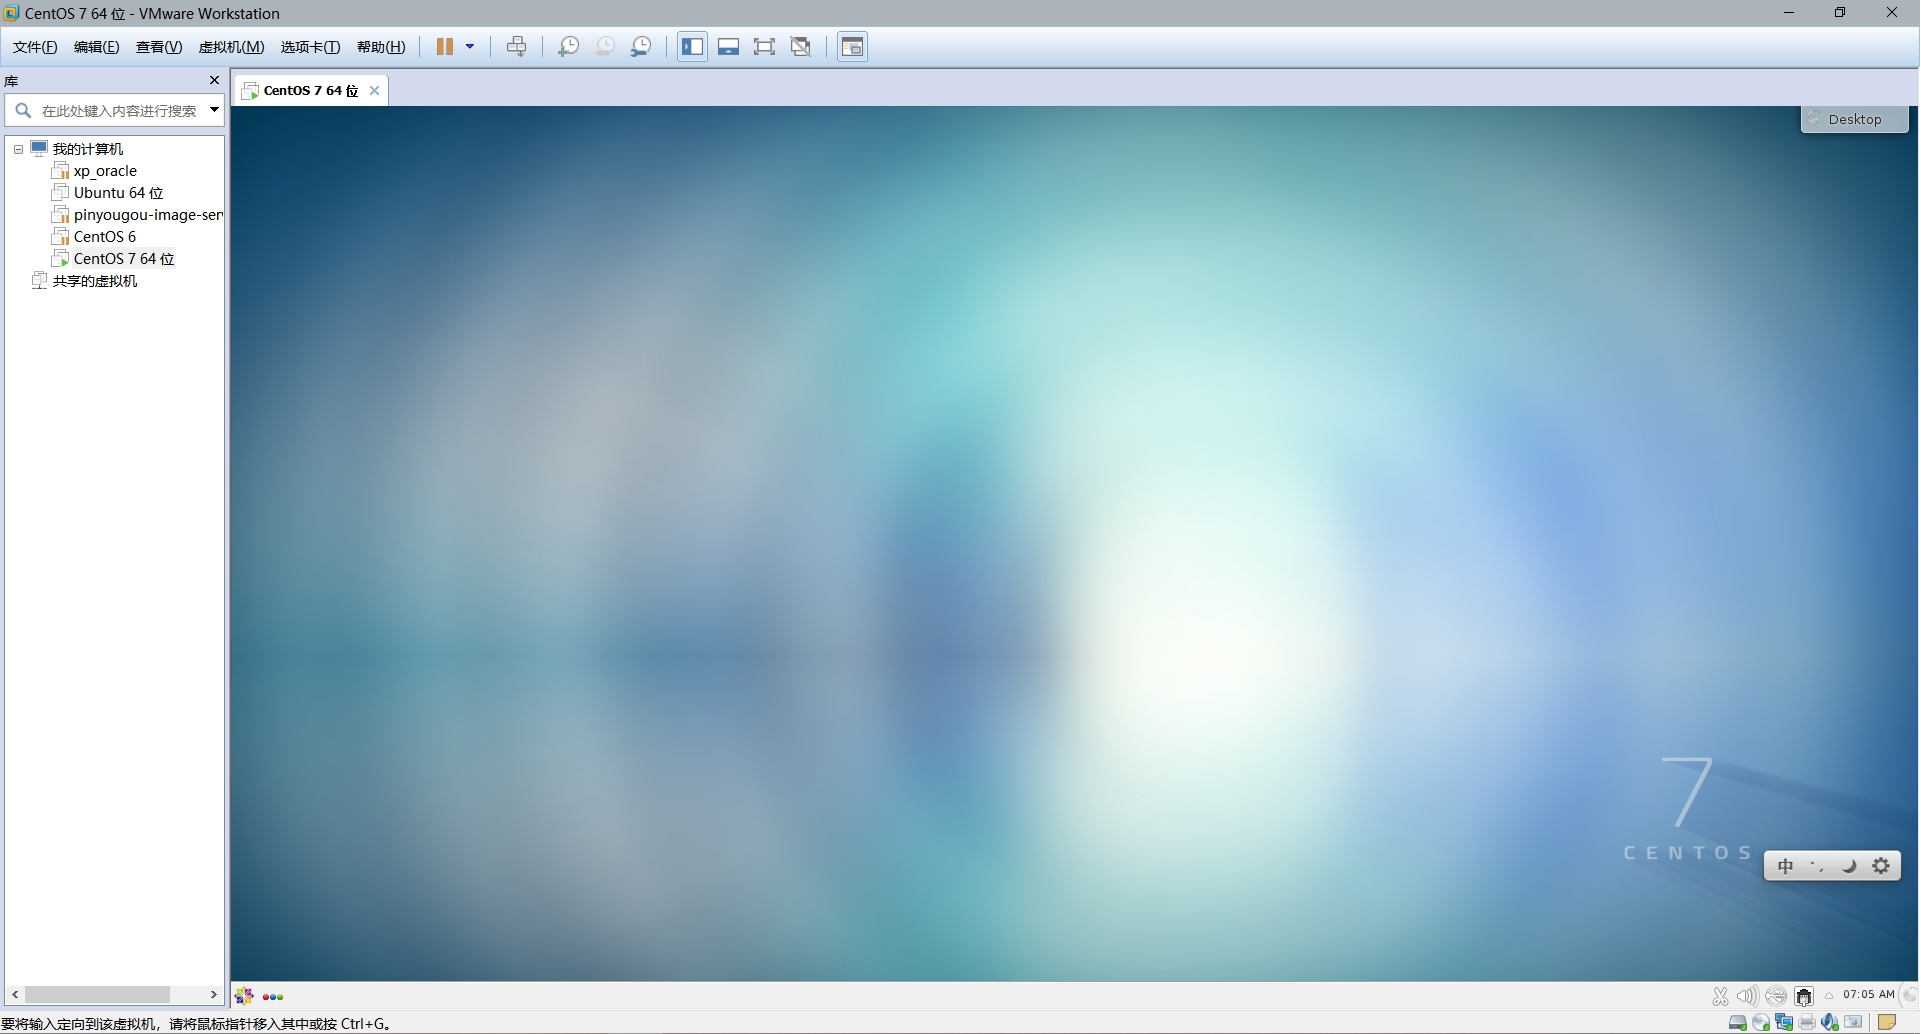 CentOS 7 64 位 - VMware Workstation
文件(F) 编辑(E) 查看(V) 虚拟机(M) 选项卡(T) 帮助(H)
库
在此处键入内容进行搜索
CentOS 7 64 位
Desktop
我的计算机
xp_oracle
Ubuntu 64 位
pinyougou-image-ser
CentOS 6
CentOS 7 64 位
共享的虚拟机
7
CENTOS
中
07:05 AM
要将输入定向到该虚拟机，请将鼠标指针移入其中或按 Ctrl+G。